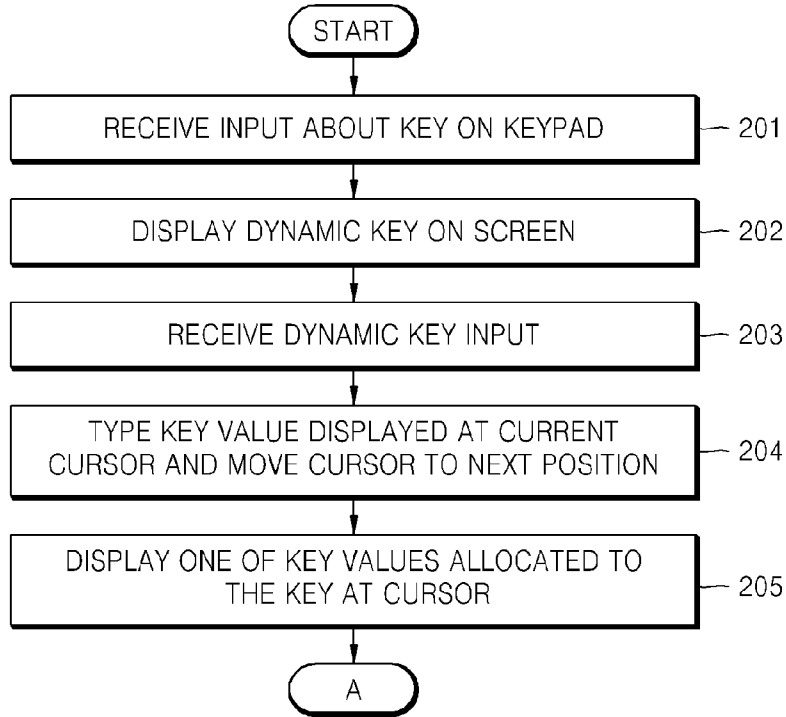 START
RECEIVE INPUT ABOUT KEY ON KEYPAD
201
DISPLAY DYNAMIC KEY ON SCREEN
202
RECEIVE DYNAMIC KEY INPUT
203
TYPE KEY VALUE DISPLAYED AT CURRENT
CURSOR AND MOVE CURSOR TO NEXT POSITION
204
DISPLAY ONE OF KEY VALUES ALLOCATED TO
THE KEY AT CURSOR
205
A